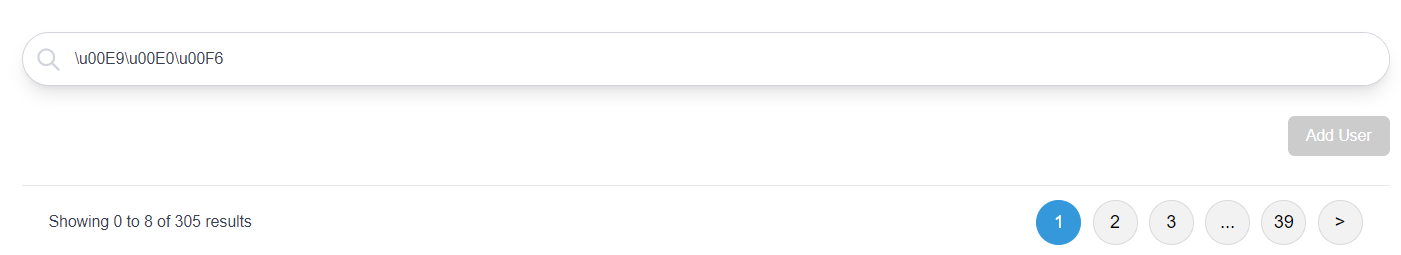 \u00E9\u00E0\u00F6
Add User
Showing 0 to 8 of 305 results
1 2 3 ... 39 >